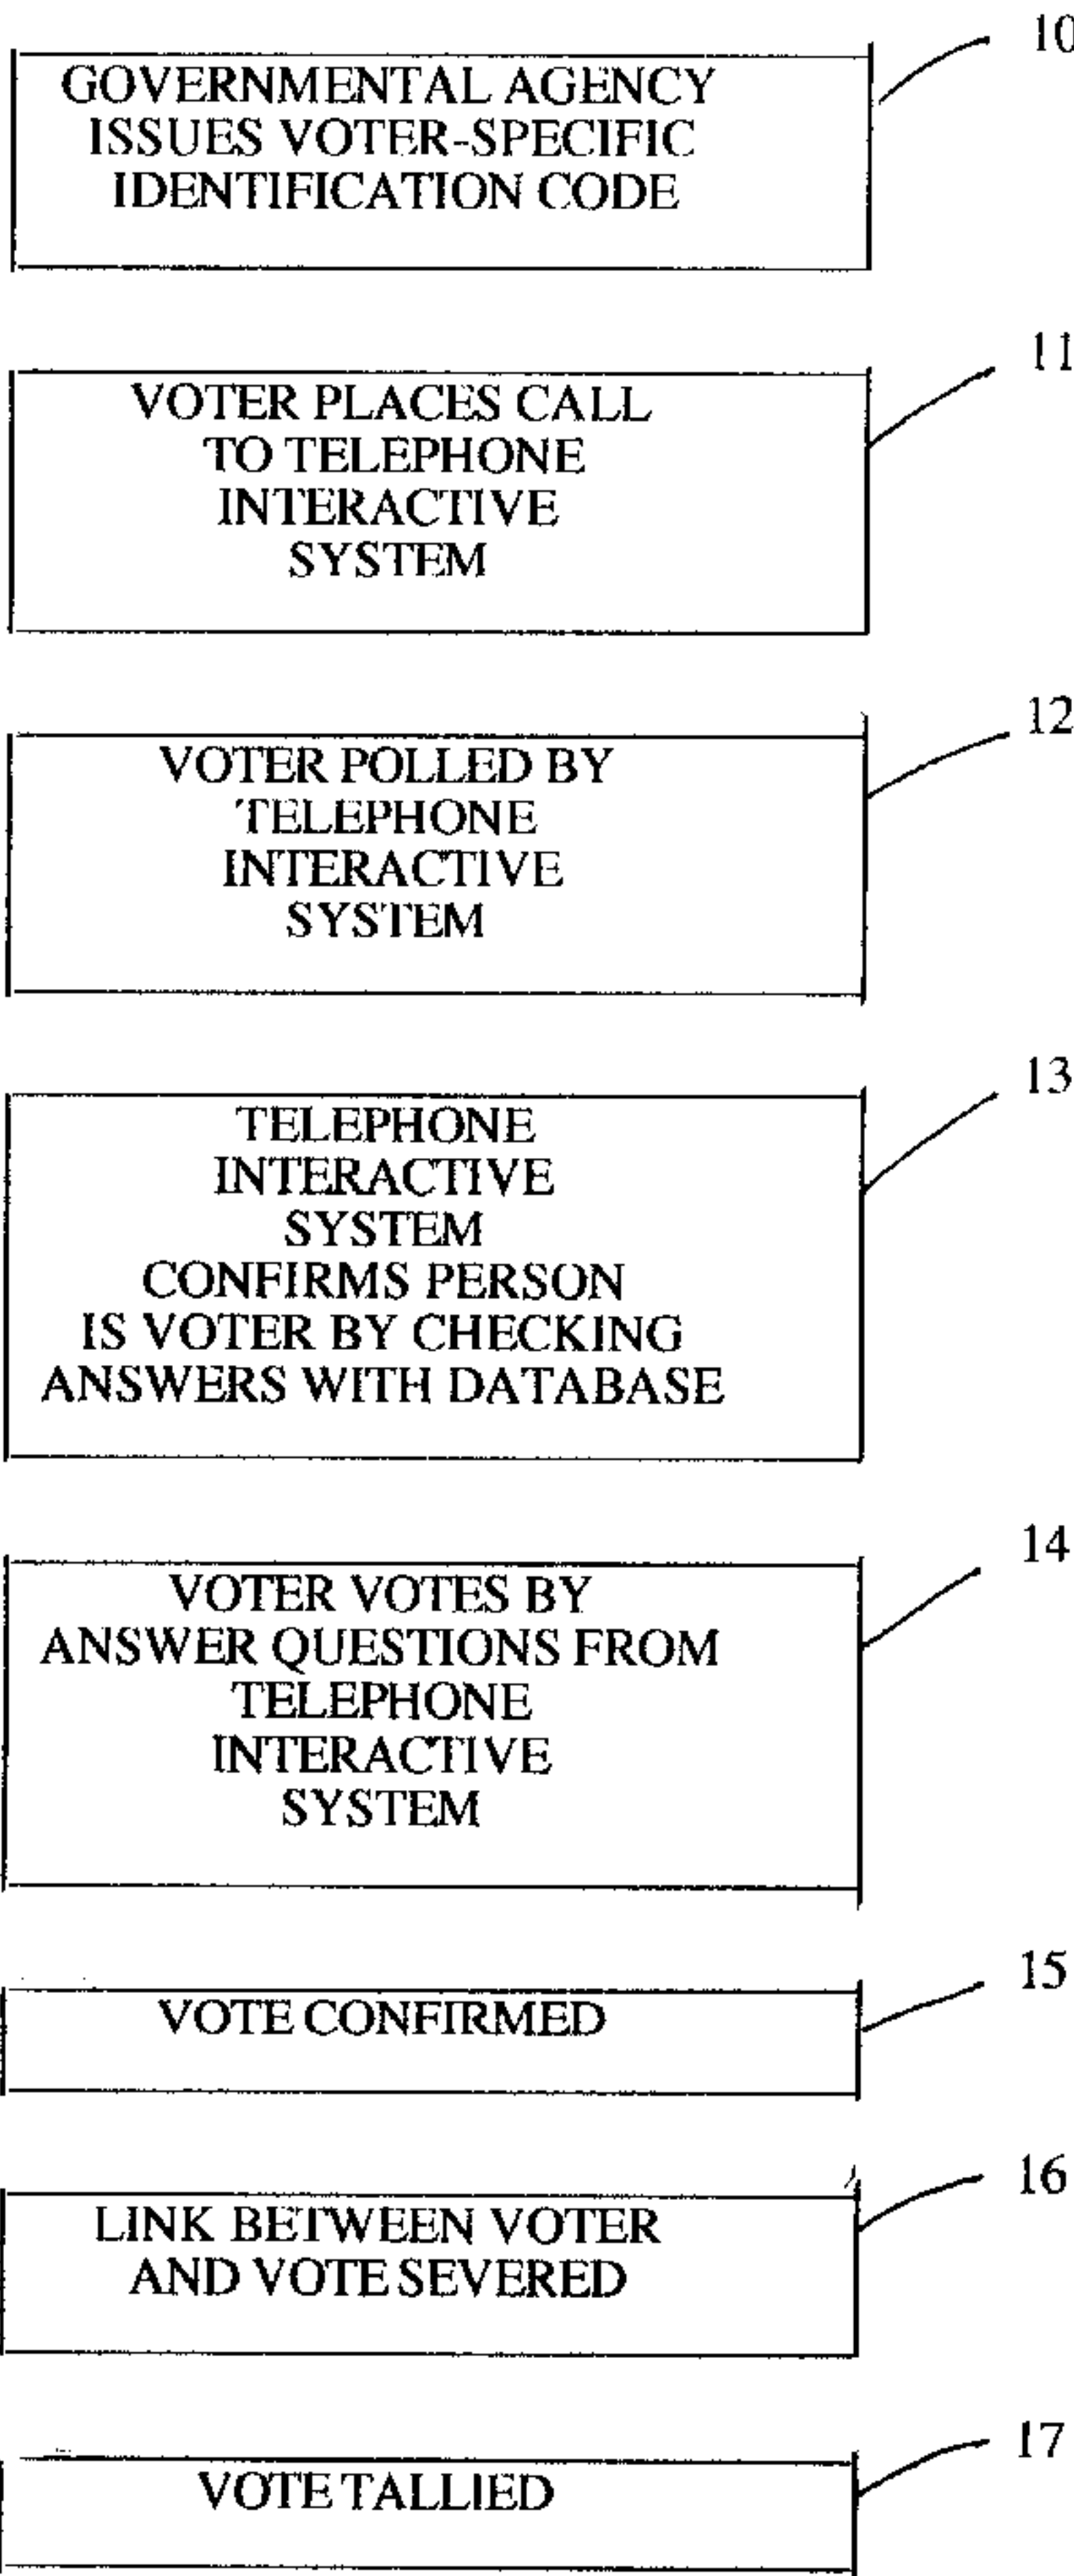 10
GOVERNMENTAL AGENCY
ISSUES VOTER-SPECIFIC
IDENTIFICATION CODE
11
VOTER PLACES CALL
TO TELEPHONE
INTERACTIVE
SYSTEM
12
VOTER POLLED BY
TELEPHONE
INTERACTIVE
SYSTEM
13
TELEPHONE
INTERACTIVE
SYSTEM
CONFIRMS PERSON
IS VOTER BY CHECKING
ANSWERS WITH DATABASE
14
VOTER VOTES BY
ANSWER QUESTIONS FROM
TELEPHONE
INTERACTIVE
SYSTEM
15
VOTE CONFIRMED
16
LINK BETWEEN VOTER
AND VOTE SEVERED
17
VOTE TALLIED